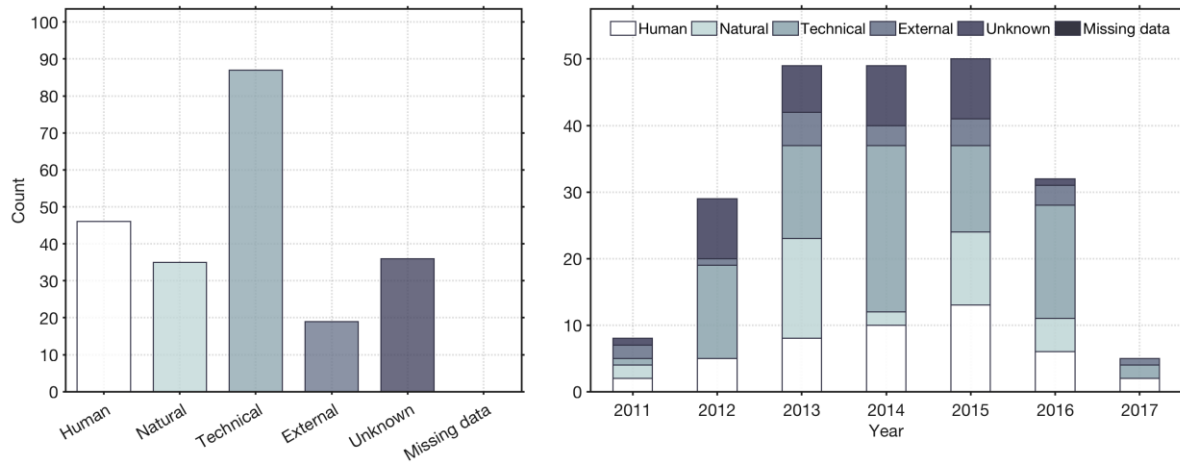 100
90
80
70
60
50
40
30
20
10
0
Count
Human
Natural
Technical
External
Unknown
Missing data
Human Natural Technical External Unknown Missing data
50
40
30
20
10
0
2011 2012 2013 2014 2015 2016 2017
Year